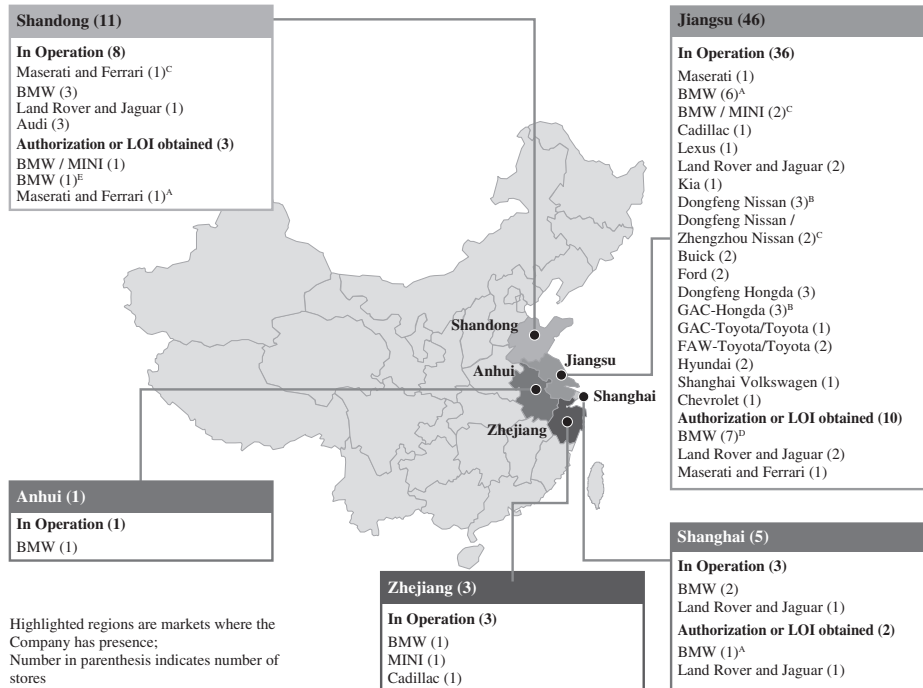 Shandong (11)
In Operation (8)
Maserati and Ferrari (1)C
BMW (3)
Land Rover and Jaguar (1)
Audi (3)
Authorization or LOI obtained (3)
BMW / MINI (1)
BMW (1)E
Maserati and Ferrari (1)A
Jiangsu (46)
In Operation (36)
Maserati (1)
BMW (6)A
BMW / MINI (2)C
Cadillac (1)
Lexus (1)
Land Rover and Jaguar (2)
Kia (1)
Dongfeng Nissan (3)B
Dongfeng Nissan /
Zhengzhou Nissan (2)C
Buick (2)
Ford (2)
Dongfeng Hongda (3)
GAC-Hongda (3)B
GAC-Toyota/Toyota (1)
FAW-Toyota/Toyota (2)
Hyundai (2)
Shanghai Volkswagen (1)
Chevrolet (1)
Authorization or LOI obtained (10)
BMW (7)D
Land Rover and Jaguar (2)
Maserati and Ferrari (1)
Shandong
Jiangsu
Anhui
Shanghai
Zhejiang
Anhui (1)
In Operation (1)
BMW (1)
Zhejiang (3)
In Operation (3)
BMW (1)
MINI (1)
Cadillac (1)
Shanghai (5)
In Operation (3)
BMW (2)
Land Rover and Jaguar (1)
Authorization or LOI obtained (2)
BMW (1)A
Land Rover and Jaguar (1)
Highlighted regions are markets where the
Company has presence;
Number in parenthesis indicates number of
stores